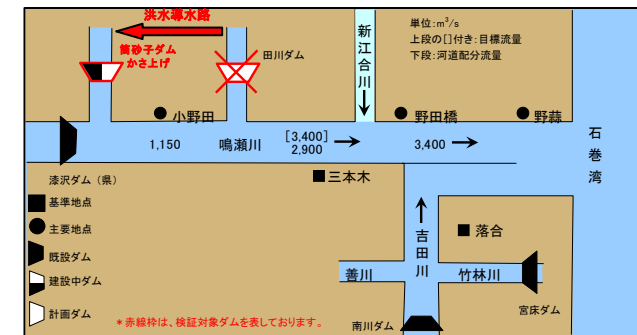 洪水導水路
筒砂子ダム
かさ上げ
田川ダム
新江合川
単位:m³/s
上段の[]付き:目標流量
下段:河道配分流量
小野田
野田橋
野蒜
石巻湾
1,150
鳴瀬川
[3,400]
2,900
3,400
漆沢ダム（県）
三本木
基準地点
主要地点
既設ダム
建設中ダム
計画ダム
吉田川
落合
善川
竹林川
宮床ダム
南川ダム
*赤線枠は、検証対象ダムを表しております。